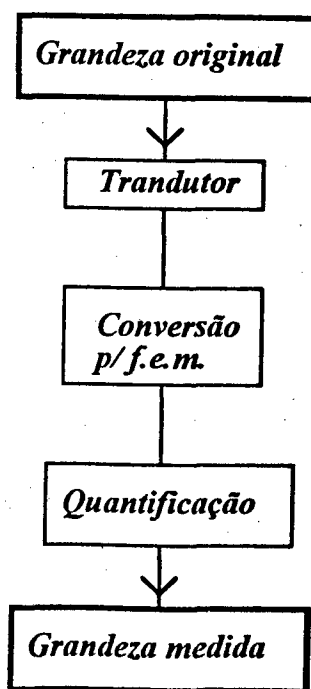 Grandeza original
Trandutor
Conversão
p/ f.e.m.
Quantificação
Grandeza medida